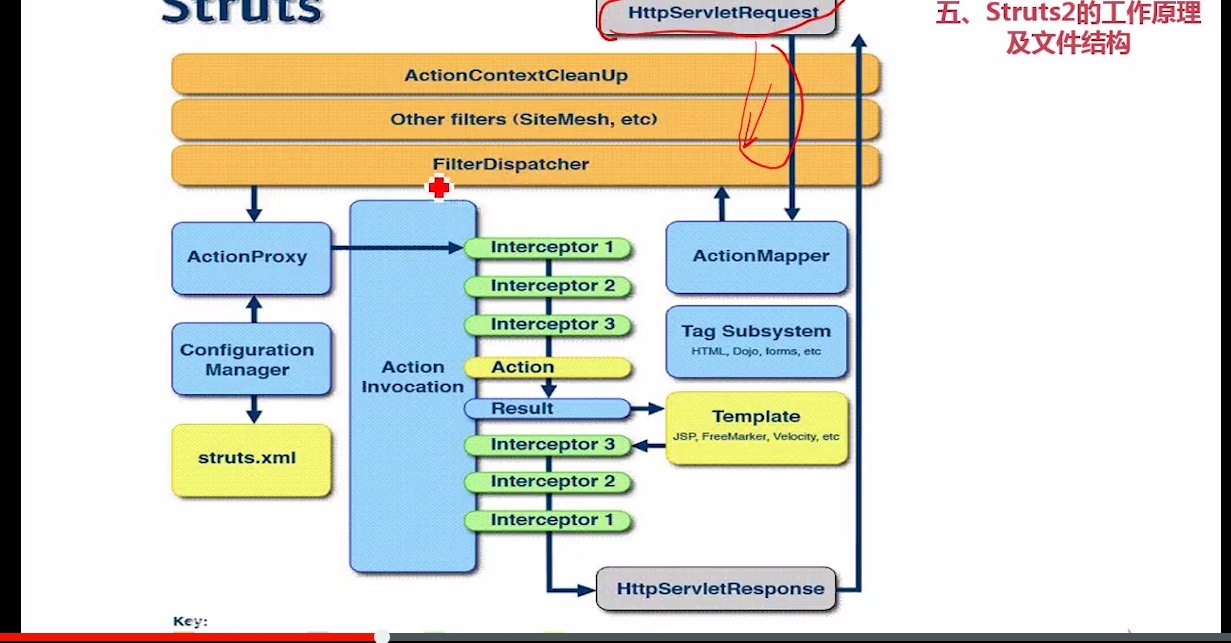 Struts
HttpServletRequest
五、Struts2的工作原理
及文件结构
ActionContextCleanUp
Other filters (SiteMesh, etc)
FilterDispatcher
ActionProxy
Interceptor 1
ActionMapper
Interceptor 2
Interceptor 3
Tag Subsystem
HTML, Dojo, forms, etc
Configuration
Manager
Action
Invocation
Action
Result
Template
JSP, FreeMarker, Velocity, etc
struts.xml
Interceptor 3
Interceptor 2
Interceptor 1
HttpServletResponse
Key: